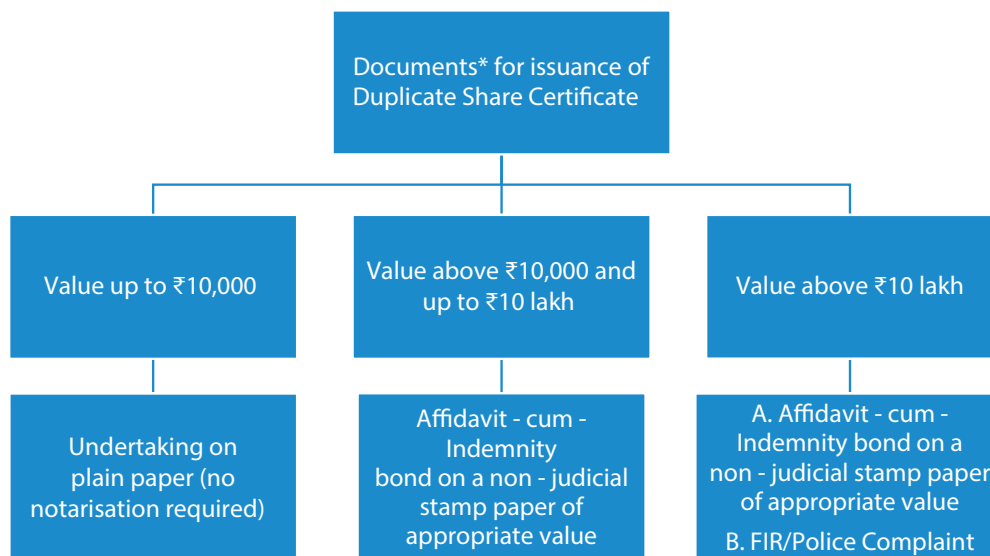 Documents* for issuance of
Duplicate Share Certificate
Value up to ₹10,000
Value above ₹10,000 and
up to ₹10 lakh
Value above ₹10 lakh
Undertaking on
plain paper (no
notarisation required)
Affidavit - cum -
Indemnity
bond on a non - judicial
stamp paper of
appropriate value
A. Affidavit - cum -
Indemnity bond on a
non - judicial stamp paper
of appropriate value
B. FIR/Police Complaint